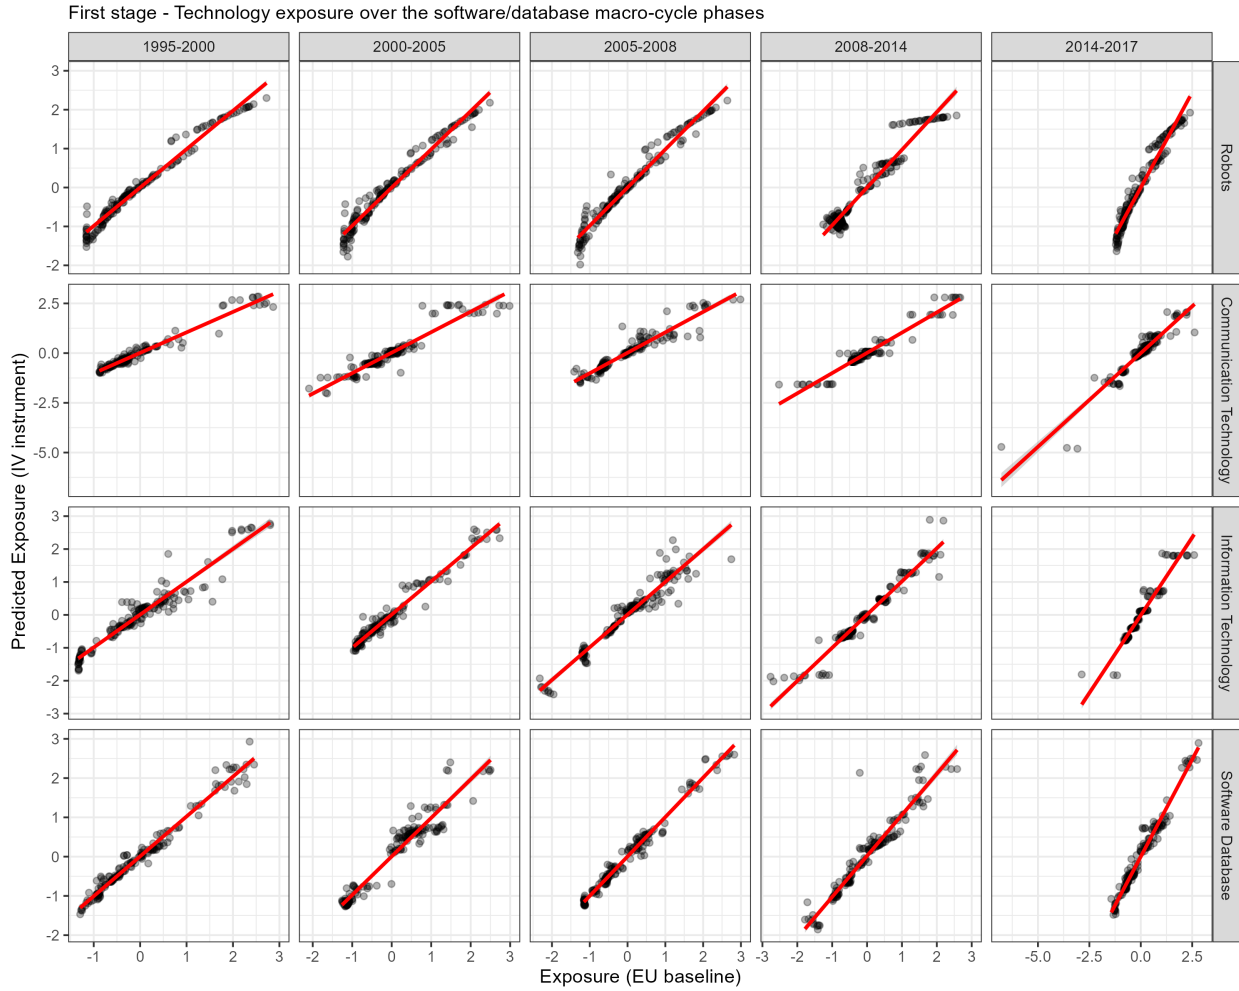 First stage - Technology exposure over the software/database macro-cycle phases
1995-2000 2000-2005 2005-2008 2008-2014 2014-2017
Predicted Exposure (IV instrument)
3
2
1
0
-1
-2
Robots
2.5
0.0
-2.5
-5.0
Communication Technology
3
2
1
0
-1
-2
-3
Information Technology
3
2
1
0
-1
-2
Software Database
-1 0 1 2 3 -2 -1 0 1 2 3 -1 0 1 2 3 -3 -2 -1 0 1 2 3 -5.0 -2.5 0.0 2.5
Exposure (EU baseline)